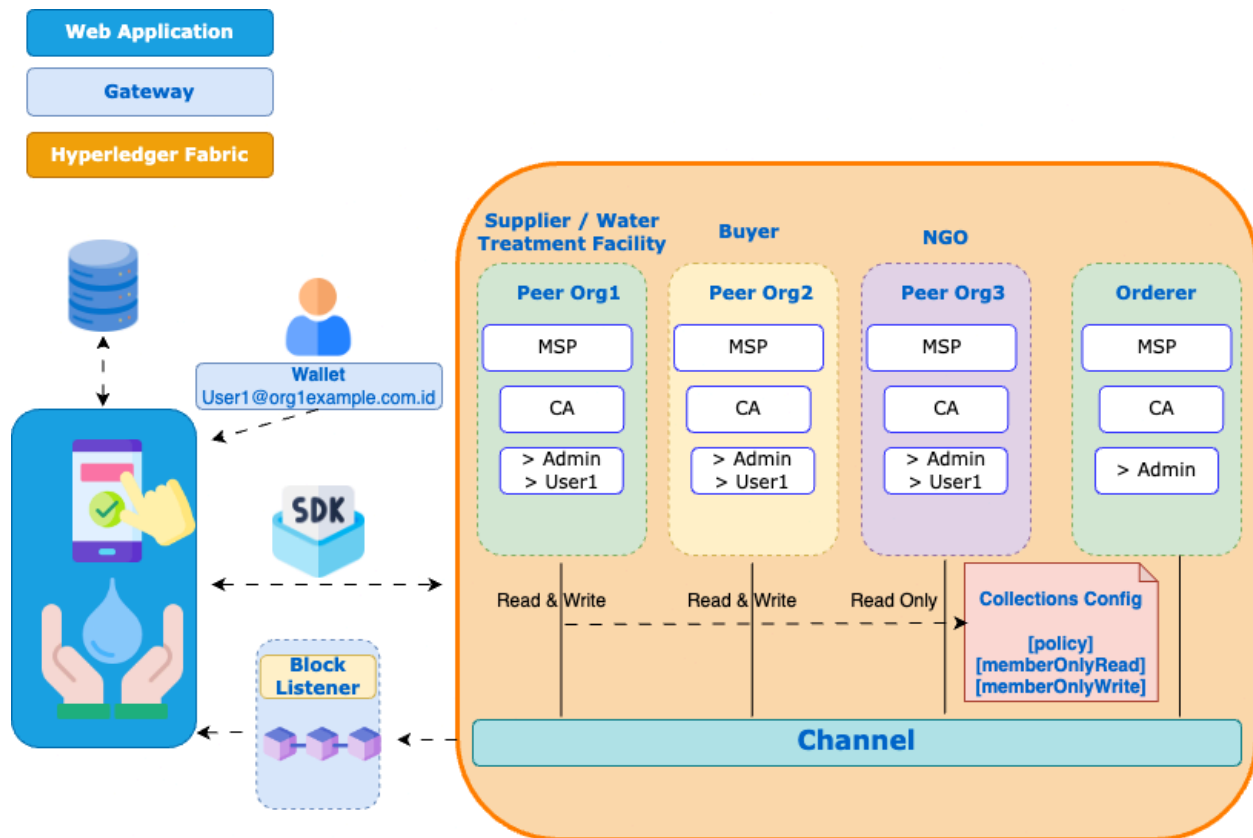 Web Application
Gateway
Hyperledger Fabric
Supplier / Water
Treatment Facility
Buyer
NGO
Peer Org1
Peer Org2
Peer Org3
Orderer
MSP
MSP
MSP
MSP
CA
CA
CA
CA
> Admin
> User1
> Admin
> User1
> Admin
> User1
> Admin
Wallet
User1@org1example.com.id
SDK
Read & Write
Read & Write
Read Only
Collections Config
[policy]
[memberOnlyRead]
[memberOnlyWrite]
Block
Listener
Channel